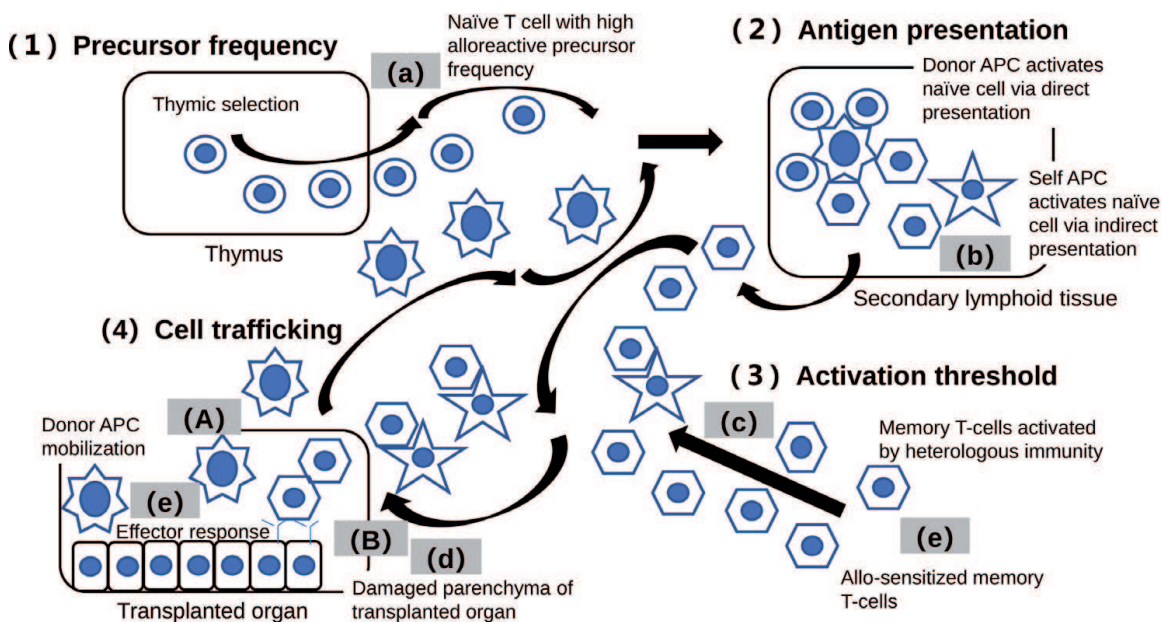 (1) Precursor frequency
Naïve T cell with high
alloreactive precursor
frequency
(a)
Thymic selection
Thymus
(2) Antigen presentation
Donor APC activates
naïve cell via direct
presentation
Self APC
activates naïve
cell via indirect
presentation
(b)
Secondary lymphoid tissue
(3) Activation threshold
(c)
Memory T-cells activated
by heterologous immunity
(e)
Allo-sensitized memory
T-cells
(4) Cell trafficking
(A)
Donor APC
mobilization
(e)
Effector response
(B)
(d)
Damaged parenchyma of
transplanted organ
Transplanted organ